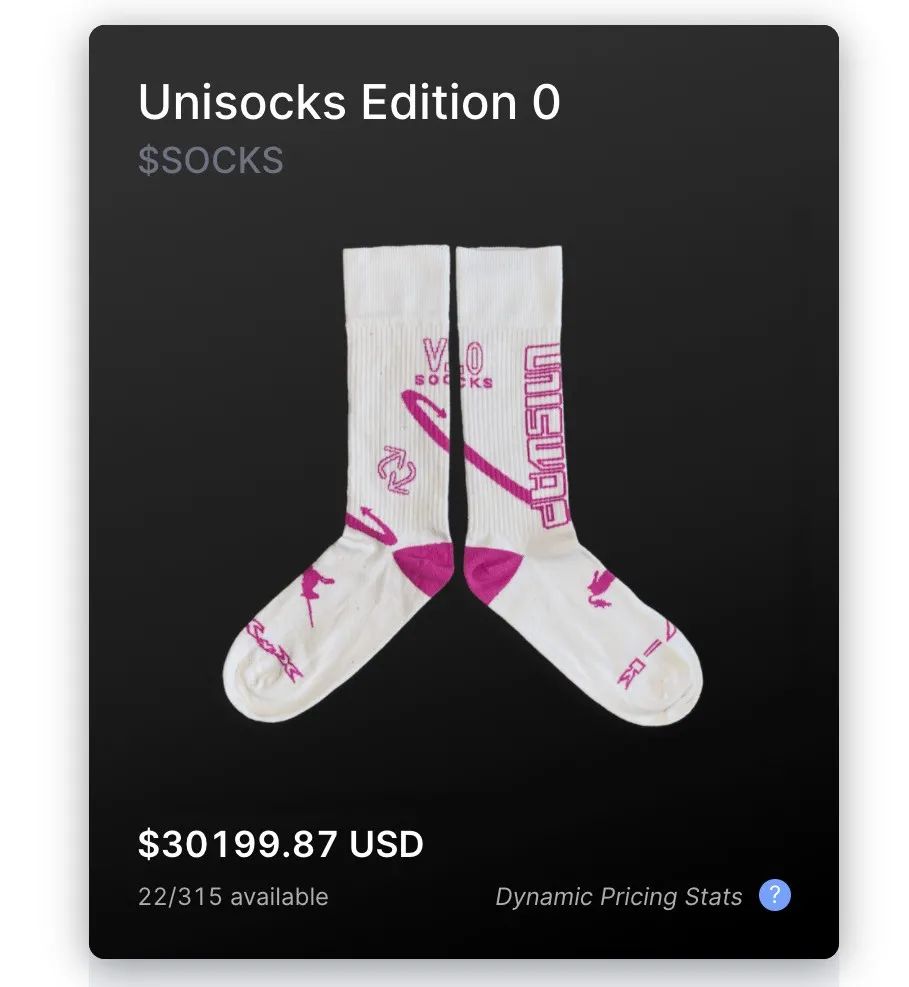 Unisocks Edition 0
$SOCKS
V1.0
SOCKS
UNISWAP
$30199.87 USD
22/315 available
Dynamic Pricing Stats ?